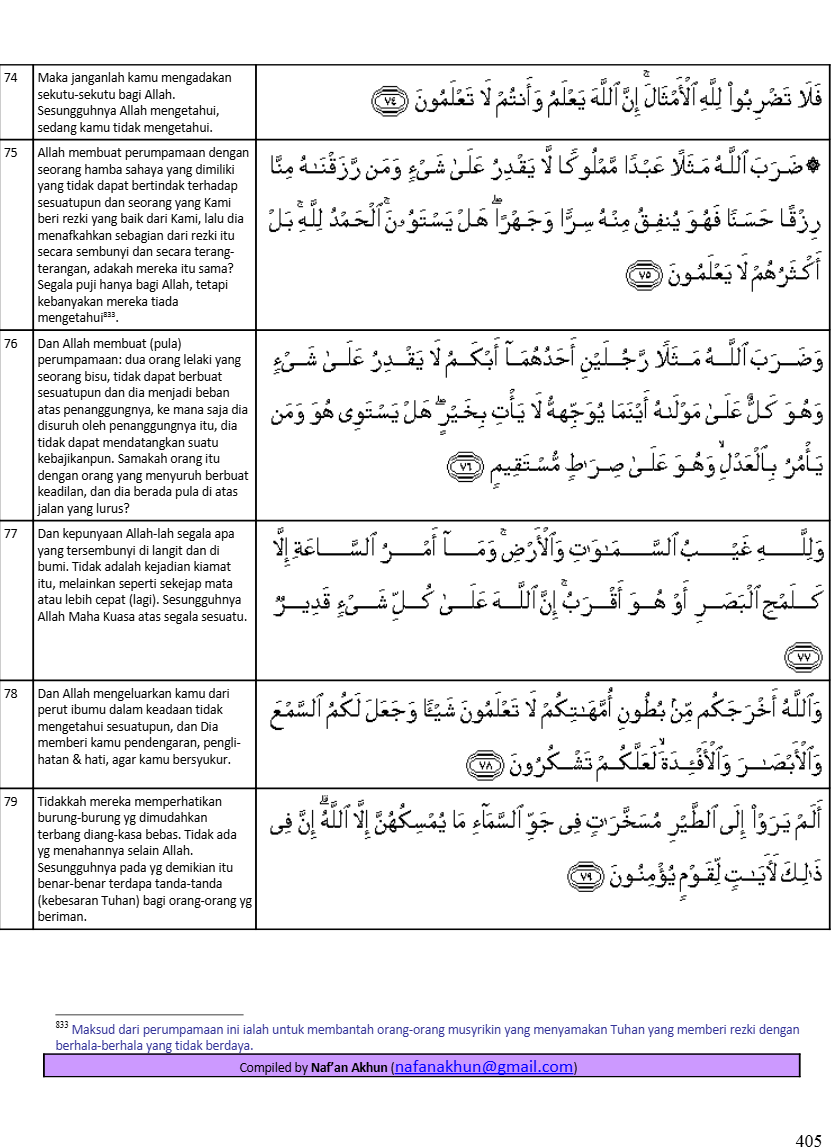 74
Maka janganlah kamu mengadakan
sekutu-sekutu bagi Allah.
Sesungguhnya Allah mengetahui,
sedang kamu tidak mengetahui.
فَلَا تَضْرِبُوا۟ لِلَّهِ ٱلْأَمْثَالَ ۚ إِنَّ ٱللَّهَ يَعْلَمُ وَأَنتُمْ لَا تَعْلَمُونَ ٧٤
75
Allah membuat perumpamaan dengan
seorang hamba sahaya yang dimiliki
yang tidak dapat bertindak terhadap
sesuatupun dan seorang yang Kami
beri rezki yang baik dari Kami, lalu dia
menafkahkan sebagian dari rezki itu
secara sembunyi dan secara terang-
terangan, adakah mereka itu sama?
Segala puji hanya bagi Allah, tetapi
kebanyakan mereka tiada
mengetahui833.
۞ ضَرَبَ ٱللَّهُ مَثَلًا عَبْدًا مَّمْلُوكًا لَّا يَقْدِرُ عَلَىٰ شَىْءٍ وَمَن رَّزَقْنَـٰهُ مِنَّا
رِزْقًا حَسَنًا فَهُوَ يُنفِقُ مِنْهُ سِرًّا وَجَهْرًا ۖ هَلْ يَسْتَوُۥنَ ۚ ٱلْحَمْدُ لِلَّهِ ۚ بَلْ
أَكْثَرُهُمْ لَا يَعْلَمُونَ ٧٥
76
Dan Allah membuat (pula)
perumpamaan: dua orang lelaki yang
seorang bisu, tidak dapat berbuat
sesuatupun dan dia menjadi beban
atas penanggungnya, ke mana saja dia
disuruh oleh penanggungnya itu, dia
tidak dapat mendatangkan suatu
kebajikanpun. Samakah orang itu
dengan orang yang menyuruh berbuat
keadilan, dan dia berada pula di atas
jalan yang lurus?
وَضَرَبَ ٱللَّهُ مَثَلًا رَّجُلَيْنِ أَحَدُهُمَآ أَبْكَمُ لَا يَقْدِرُ عَلَىٰ شَىْءٍ
وَهُوَ كَلٌّ عَلَىٰ مَوْلَىٰهُ أَيْنَمَا يُوَجِّههُّ لَا يَأْتِ بِخَيْرٍ ۖ هَلْ يَسْتَوِى هُوَ وَمَن
يَأْمُرُ بِٱلْعَدْلِ ۙ وَهُوَ عَلَىٰ صِرَٰطٍ مُّسْتَقِيمٍ ٧٦
77
Dan kepunyaan Allah-lah segala apa
yang tersembunyi di langit dan di
bumi. Tidak adalah kejadian kiamat
itu, melainkan seperti sekejap mata
atau lebih cepat (lagi). Sesungguhnya
Allah Maha Kuasa atas segala sesuatu.
وَلِلَّهِ غَيْبُ ٱلسَّمَـٰوَٰتِ وَٱلْأَرْضِ ۚ وَمَآ أَمْرُ ٱلسَّاعَةِ إِلَّا
كَلَمْحِ ٱلْبَصَرِ أَوْ هُوَ أَقْرَبُ ۚ إِنَّ ٱللَّهَ عَلَىٰ كُلِّ شَىْءٍ قَدِيرٌ
٧٧
78
Dan Allah mengeluarkan kamu dari
perut ibumu dalam keadaan tidak
mengetahui sesuatupun, dan Dia
memberi kamu pendengaran, pengli-
hatan & hati, agar kamu bersyukur.
وَٱللَّهُ أَخْرَجَكُم مِّنۢ بُطُونِ أُمَّهَـٰتِكُمْ لَا تَعْلَمُونَ شَيْـًٔا وَجَعَلَ لَكُمُ ٱلسَّمْعَ
وَٱلْأَبْصَـٰرَ وَٱلْأَفْـِٔدَةَ ۙ لَعَلَّكُمْ تَشْكُرُونَ ٧٨
79
Tidakkah mereka memperhatikan
burung-burung yg dimudahkan
terbang diang-kasa bebas. Tidak ada
yg menahannya selain Allah.
Sesungguhnya pada yg demikian itu
benar-benar terdapa tanda-tanda
(kebesaran Tuhan) bagi orang-orang yg
beriman.
أَلَمْ يَرَوْا۟ إِلَى ٱلطَّيْرِ مُسَخَّرَٰتٍ فِى جَوِّ ٱلسَّمَآءِ مَا يُمْسِكُهُنَّ إِلَّا ٱللَّهُ ۗ إِنَّ فِى
ذَٰلِكَ لَـَٔايَـٰتٍ لِّقَوْمٍ يُؤْمِنُونَ ٧٩
833 Maksud dari perumpamaan ini ialah untuk membantah orang-orang musyrikin yang menyamakan Tuhan yang memberi rezki dengan
berhala-berhala yang tidak berdaya.
Compiled by Naf’an Akhun (nafanakhun@gmail.com)
405